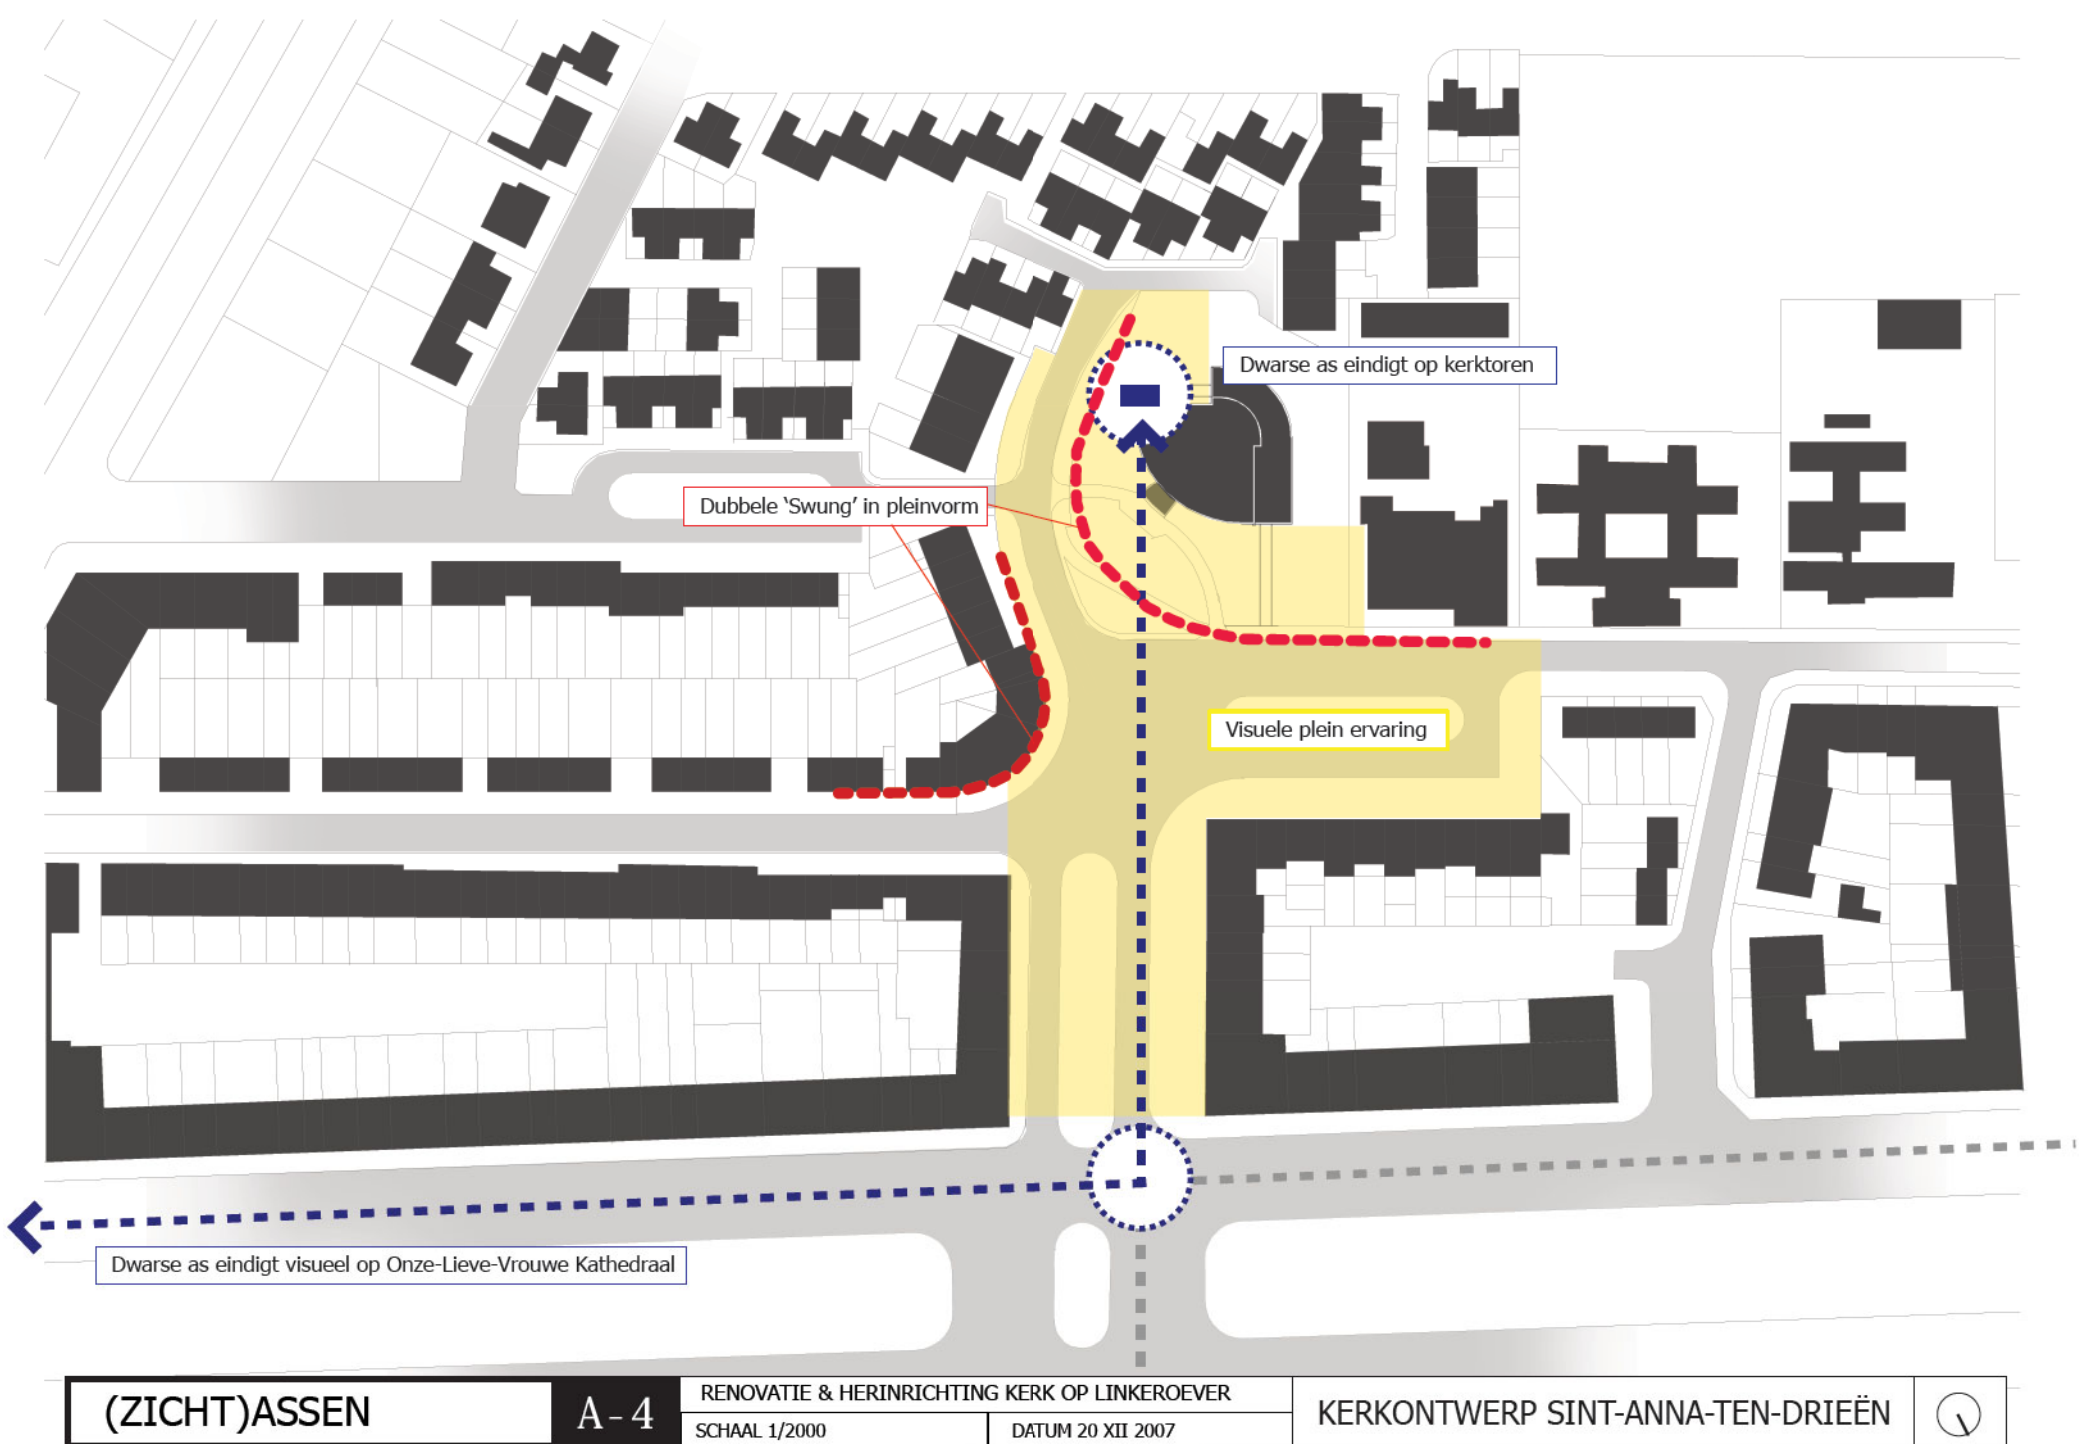 Dwarse as eindigt op kerktoren
Dubbele ‘Swung’ in pleinvorm
Visuele plein ervaring
Dwarse as eindigt visueel op Onze-Lieve-Vrouwe Kathedraal
(ZICHT)ASSEN
A-4
RENOVATIE & HERINRICHTING KERK OP LINKEROEVER
SCHAAL 1/2000
DATUM 20 XII 2007
KERKONTWERP SINT-ANNA-TEN-DRIEËN